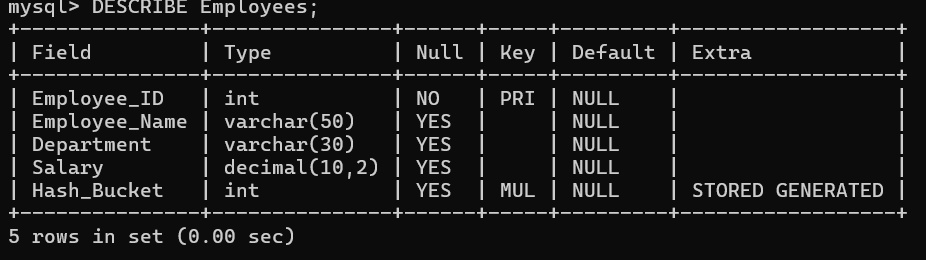 mysql> DESCRIBE Employees;
+---------------+---------------+------+-----+---------+------------------+
| Field         | Type          | Null | Key | Default | Extra            |
+---------------+---------------+------+-----+---------+------------------+
| Employee_ID   | int           | NO   | PRI | NULL    |                  |
| Employee_Name | varchar(50)   | YES  |     | NULL    |                  |
| Department    | varchar(30)   | YES  |     | NULL    |                  |
| Salary        | decimal(10,2) | YES  |     | NULL    |                  |
| Hash_Bucket   | int           | YES  | MUL | NULL    | STORED GENERATED |
+---------------+---------------+------+-----+---------+------------------+
5 rows in set (0.00 sec)